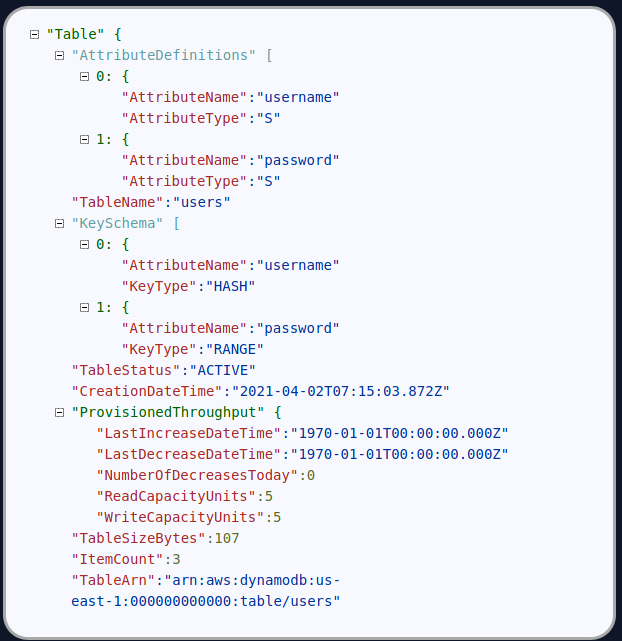 "Table" {
"AttributeDefinitions" [
0: {
"AttributeName":"username"
"AttributeType":"S"
1: {
"AttributeName":"password"
"AttributeType":"S"
"TableName":"users"
"KeySchema" [
0: {
"AttributeName":"username"
"KeyType":"HASH"
1: {
"AttributeName":"password"
"KeyType":"RANGE"
"TableStatus":"ACTIVE"
"CreationDateTime":"2021-04-02T07:15:03.872Z"
"ProvisionedThroughput" {
"LastIncreaseDateTime":"1970-01-01T00:00:00.000Z"
"LastDecreaseDateTime":"1970-01-01T00:00:00.000Z"
"NumberOfDecreasesToday":0
"ReadCapacityUnits":5
"WriteCapacityUnits":5
"TableSizeBytes":107
"ItemCount":3
"TableArn":"arn:aws:dynamodb:us-
east-1:000000000000:table/users"